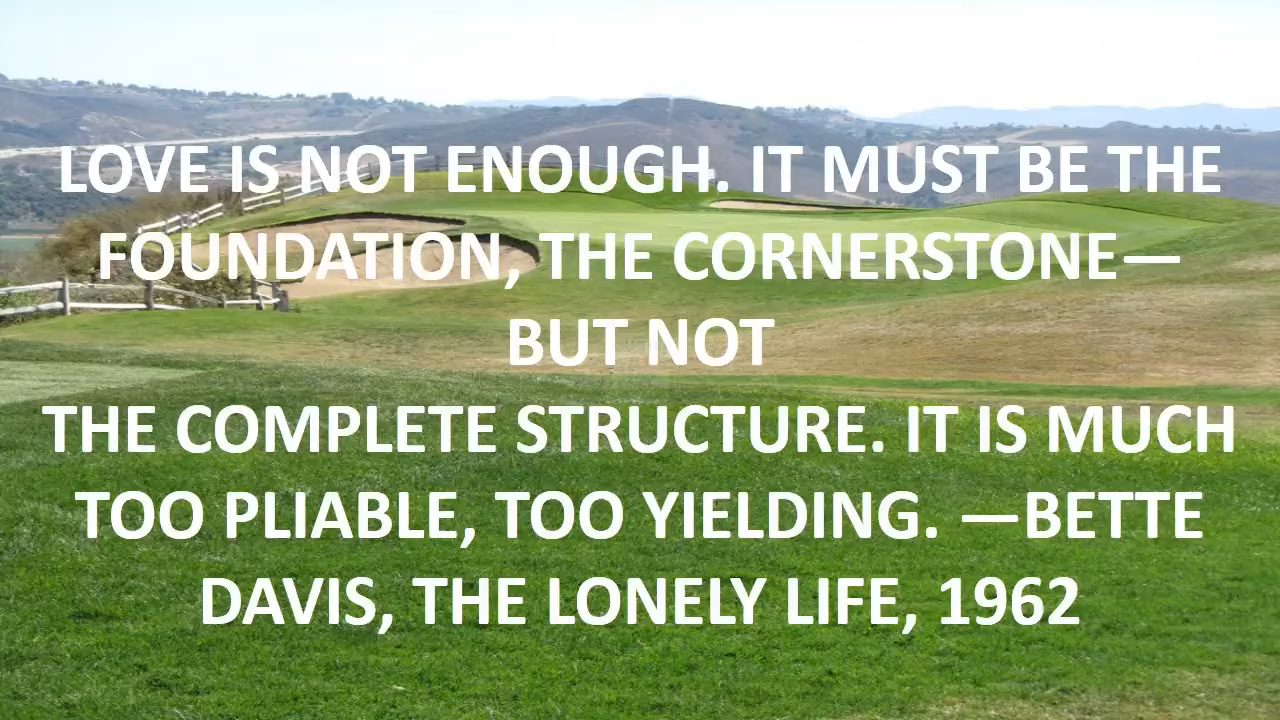 LOVE IS NOT ENOUGH. IT MUST BE THE
FOUNDATION, THE CORNERSTONE—
BUT NOT
THE COMPLETE STRUCTURE. IT IS MUCH
TOO PLIABLE, TOO YIELDING. —BETTE
DAVIS, THE LONELY LIFE, 1962